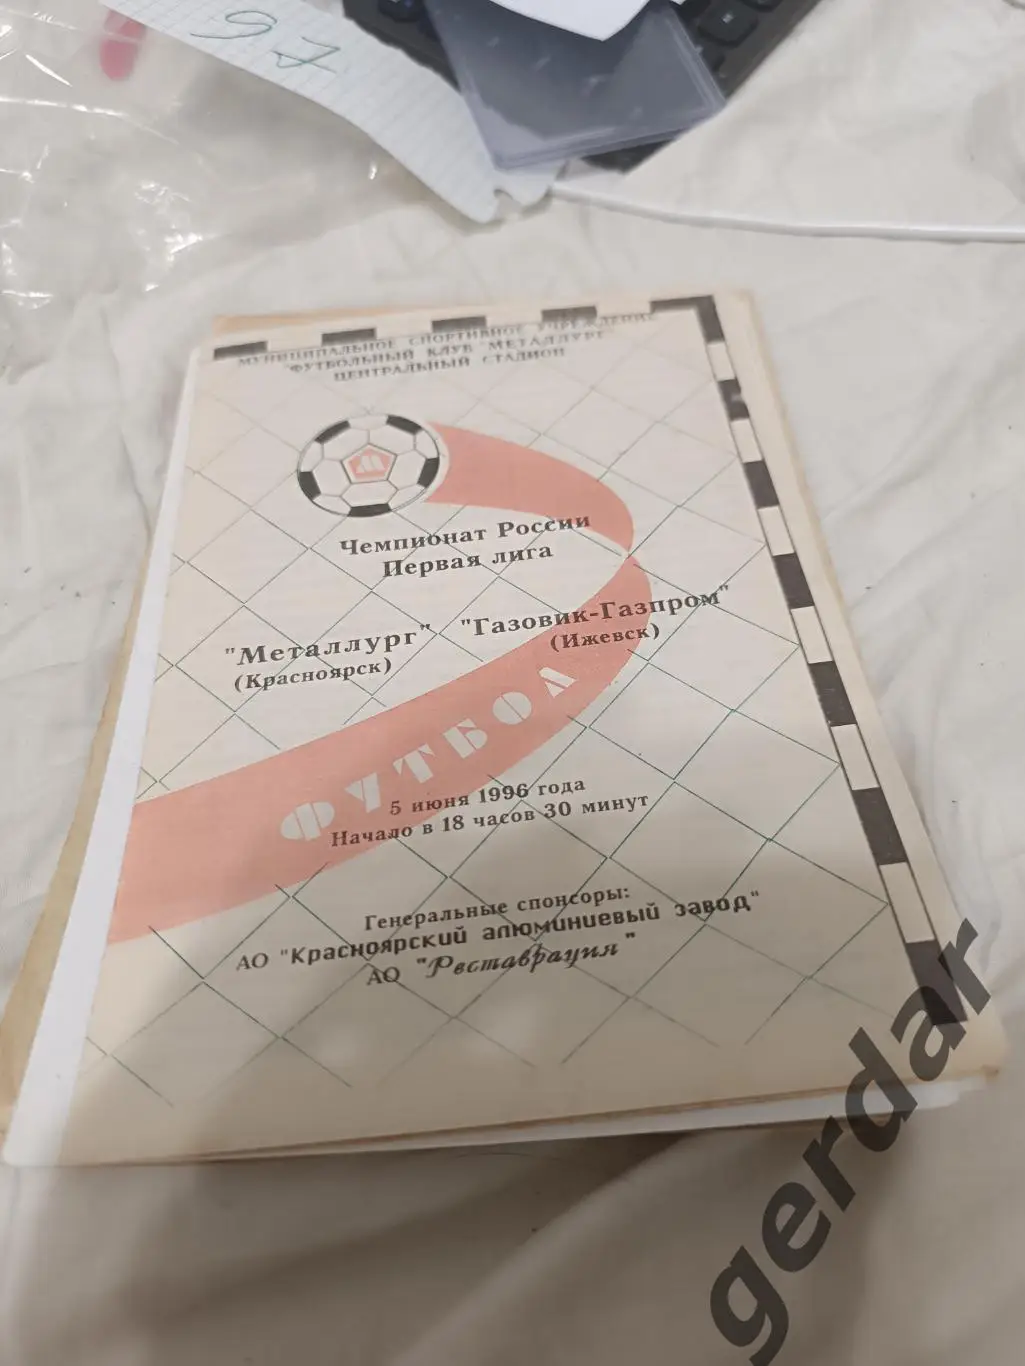 97
МУНИЦИПАЛЬНОЕ СПОРТИВНОЕ УЧРЕЖДЕНИЕ
"ФУТБОЛЬНЫЙ КЛУБ "МЕТАЛЛУРГ"
ЦЕНТРАЛЬНЫЙ СТАДИОН
Чемпионат России
Первая лига
"Металлург" "Газовик-Газпром"
(Красноярск) (Ижевск)
ФУТБОЛ
5 июня 1996 года
Начало в 18 часов 30 минут
Генеральные спонсоры:
АО "Красноярский алюминиевый завод"
АО "Реставрация"
gerdar